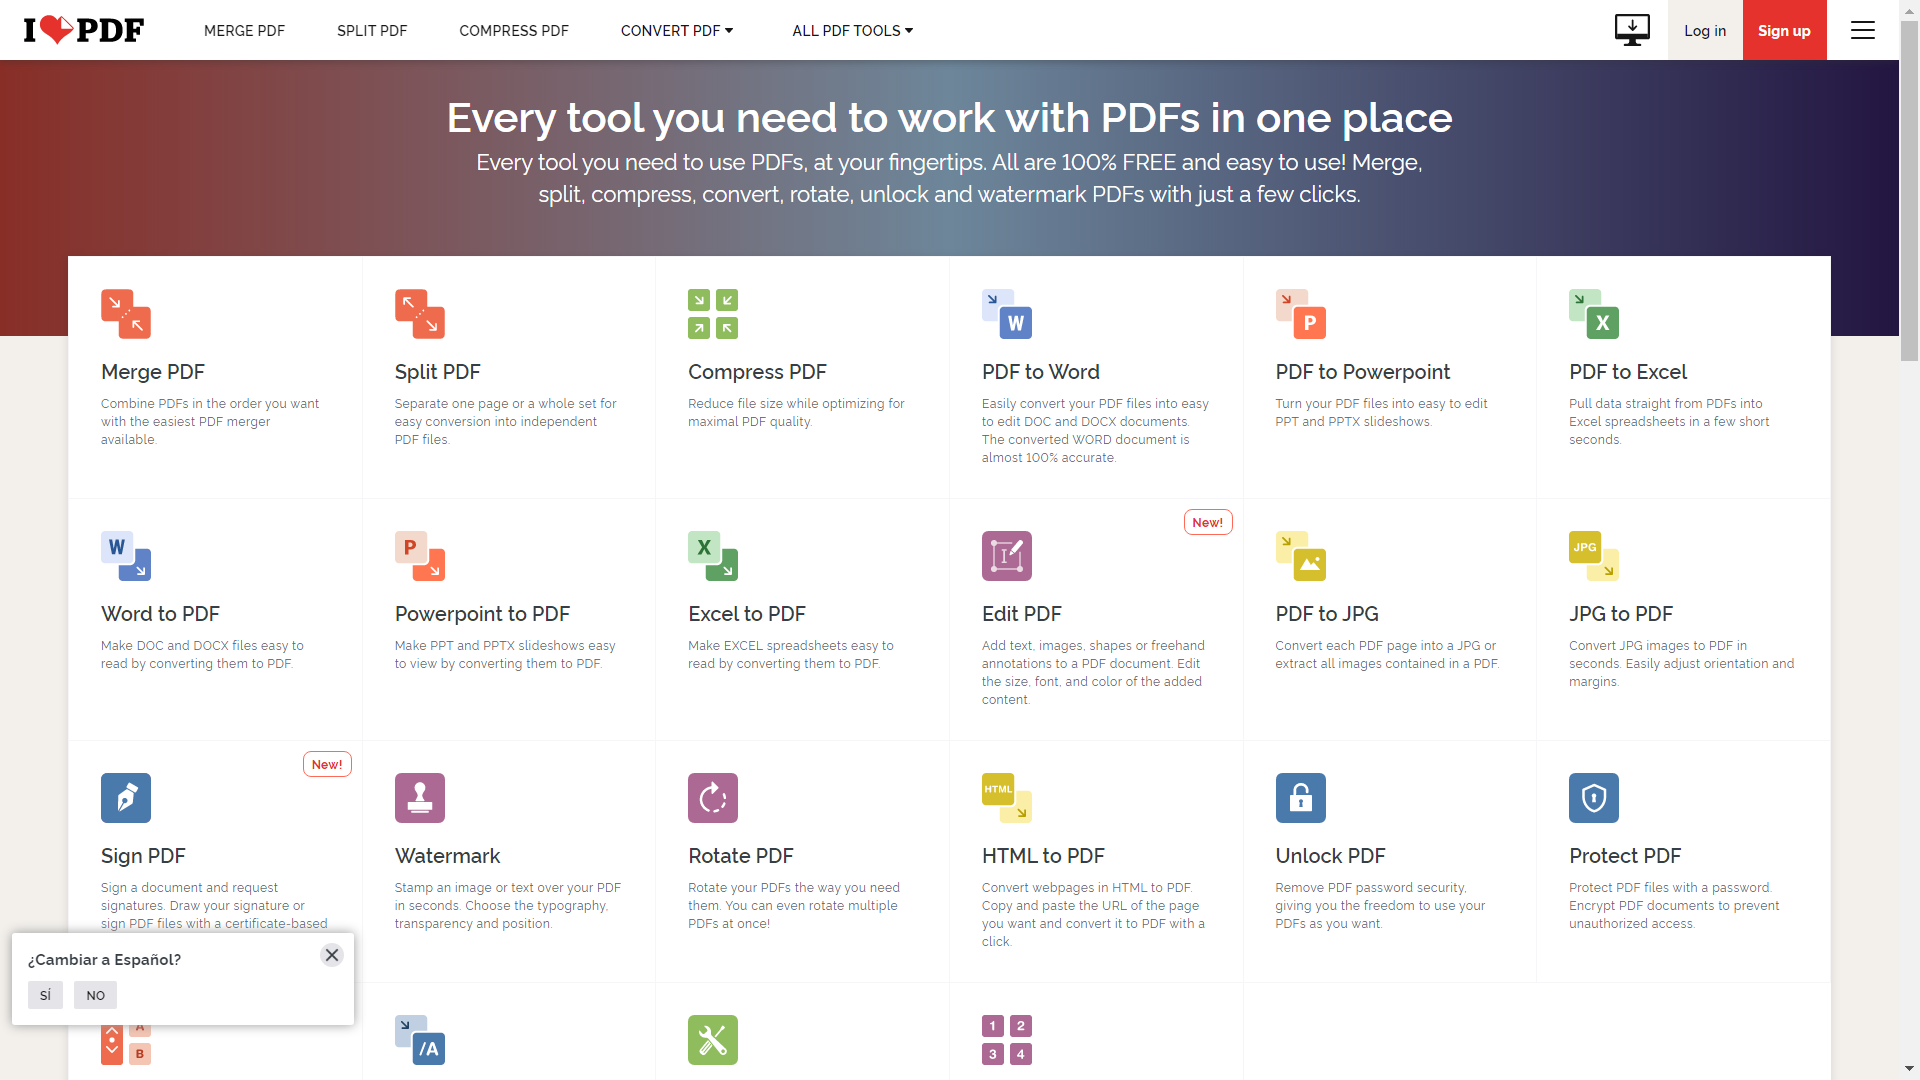 I PDF
MERGE PDF
SPLIT PDF
COMPRESS PDF
CONVERT PDF
ALL PDF TOOLS
Log in
Sign up
Every tool you need to work with PDFs in one place
Every tool you need to use PDFs, at your fingertips. All are 100% FREE and easy to use! Merge,
split, compress, convert, rotate, unlock and watermark PDFs with just a few clicks.
Merge PDF
Combine PDFs in the order you want
with the easiest PDF merger
available.
Split PDF
Separate one page or a whole set for
easy conversion into independent
PDF files.
Compress PDF
Reduce file size while optimizing for
maximal PDF quality.
W
PDF to Word
Easily convert your PDF files into easy
to edit DOC and DOCX documents.
The converted WORD document is
almost 100% accurate.
P
PDF to Powerpoint
Turn your PDF files into easy to edit
PPT and PPTX slideshows.
X
PDF to Excel
Pull data straight from PDFs into
Excel spreadsheets in a few short
seconds.
W
Word to PDF
Make DOC and DOCX files easy to
read by converting them to PDF.
P
Powerpoint to PDF
Make PPT and PPTX slideshows easy
to view by converting them to PDF.
X
Excel to PDF
Make EXCEL spreadsheets easy to
read by converting them to PDF.
New!
Edit PDF
Add text, images, shapes or freehand
annotations to a PDF document. Edit
the size, font, and color of the added
content.
PDF to JPG
Convert each PDF page into a JPG or
extract all images contained in a PDF.
JPG
JPG to PDF
Convert JPG images to PDF in
seconds. Easily adjust orientation and
margins.
New!
Sign PDF
Sign a document and request
signatures. Draw your signature or
sign PDF files with a certificate-based
Watermark
Stamp an image or text over your PDF
in seconds. Choose the typography,
transparency and position.
Rotate PDF
Rotate your PDFs the way you need
them. You can even rotate multiple
PDFs at once!
HTML
HTML to PDF
Convert webpages in HTML to PDF.
Copy and paste the URL of the page
you want and convert it to PDF with a
click.
Unlock PDF
Remove PDF password security,
giving you the freedom to use your
PDFs as you want.
Protect PDF
Protect PDF files with a password.
Encrypt PDF documents to prevent
unauthorized access.
¿Cambiar a Español?
SÍ
NO
A
B
/A
1 2
3 4